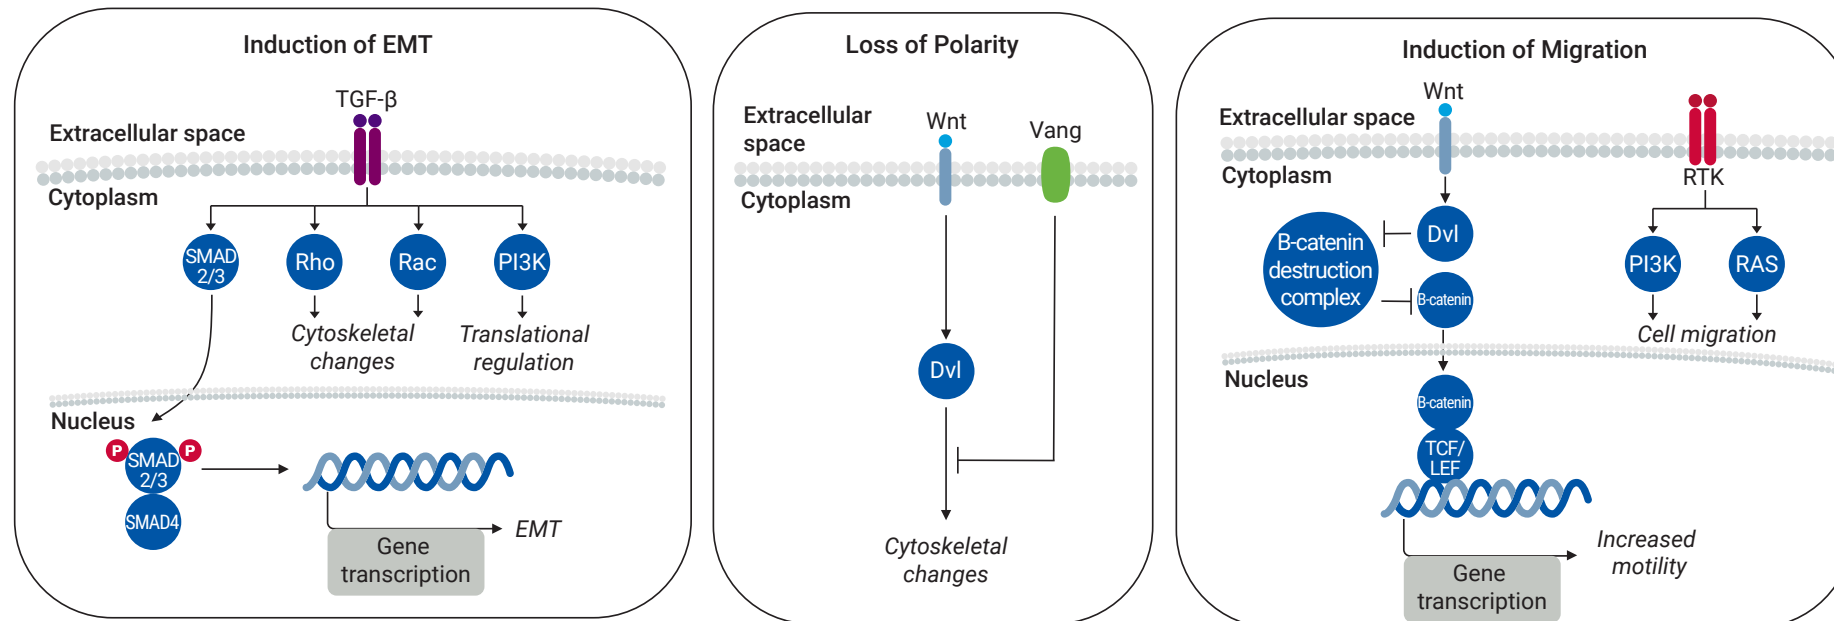 Induction of EMT
TGF-β
Extracellular space
Cytoplasm
SMAD
2/3
Rho
Rac
PI3K
Cytoskeletal
changes
Translational
regulation
Nucleus
P
P
SMAD
2/3
SMAD4
EMT
Gene
transcription
Loss of Polarity
Extracellular
space
Wnt
Vang
Cytoplasm
Dvl
Cytoskeletal
changes
Induction of Migration
Wnt
Extracellular space
Cytoplasm
RTK
Dvl
B-catenin
destruction
complex
B-catenin
PI3K
RAS
Cell migration
Nucleus
B-catenin
TCF/
LEF
Increased
motility
Gene
transcription